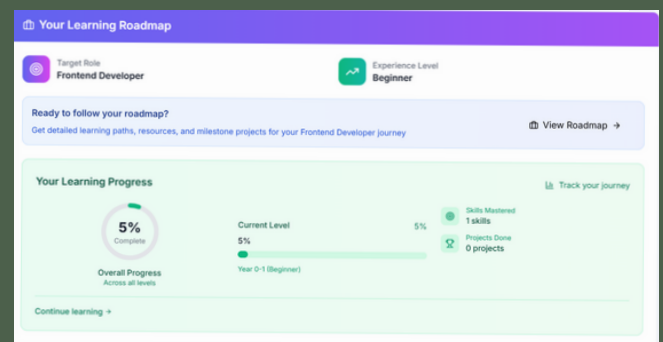 Your Learning Roadmap
Target Role
Frontend Developer
Experience Level
Beginner
Ready to follow your roadmap?
Get detailed learning paths, resources, and milestone projects for your Frontend Developer journey
View Roadmap →
Your Learning Progress
Track your journey
5%
Complete
Overall Progress
Across all levels
Current Level
5%
5%
Year 0-1 (Beginner)
Skills Mastered
1 skills
Projects Done
0 projects
Continue learning →